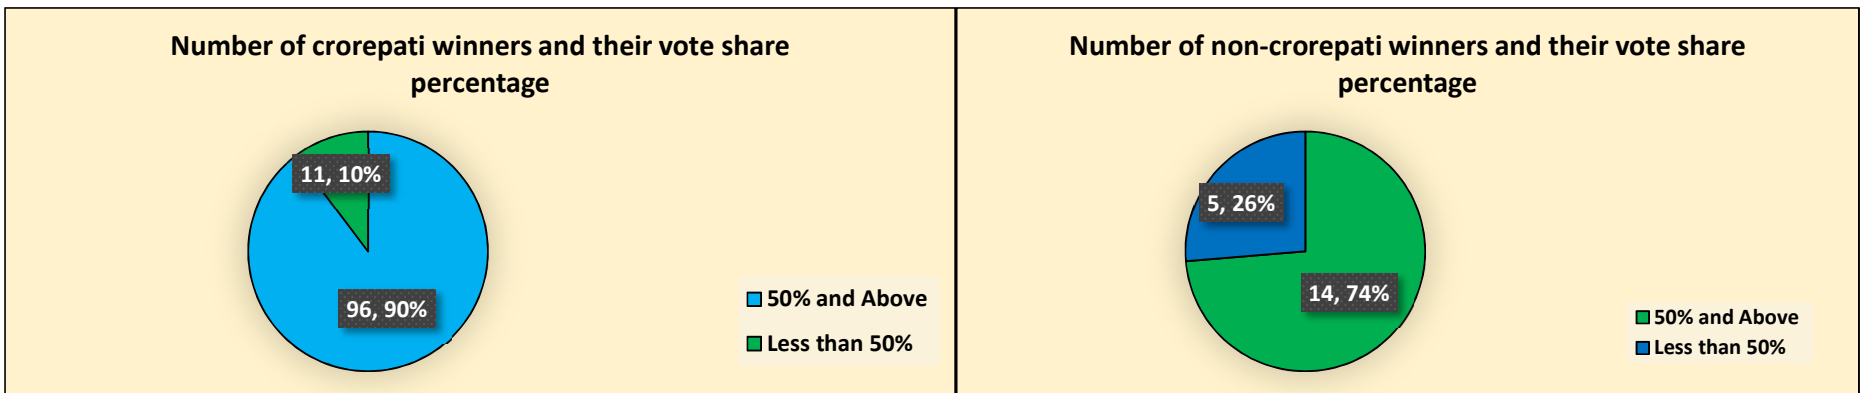 Number of crorepati winners and their vote share
percentage
11, 10%
96, 90%
50% and Above
Less than 50%
Number of non-crorepati winners and their vote share
percentage
5, 26%
14, 74%
50% and Above
Less than 50%